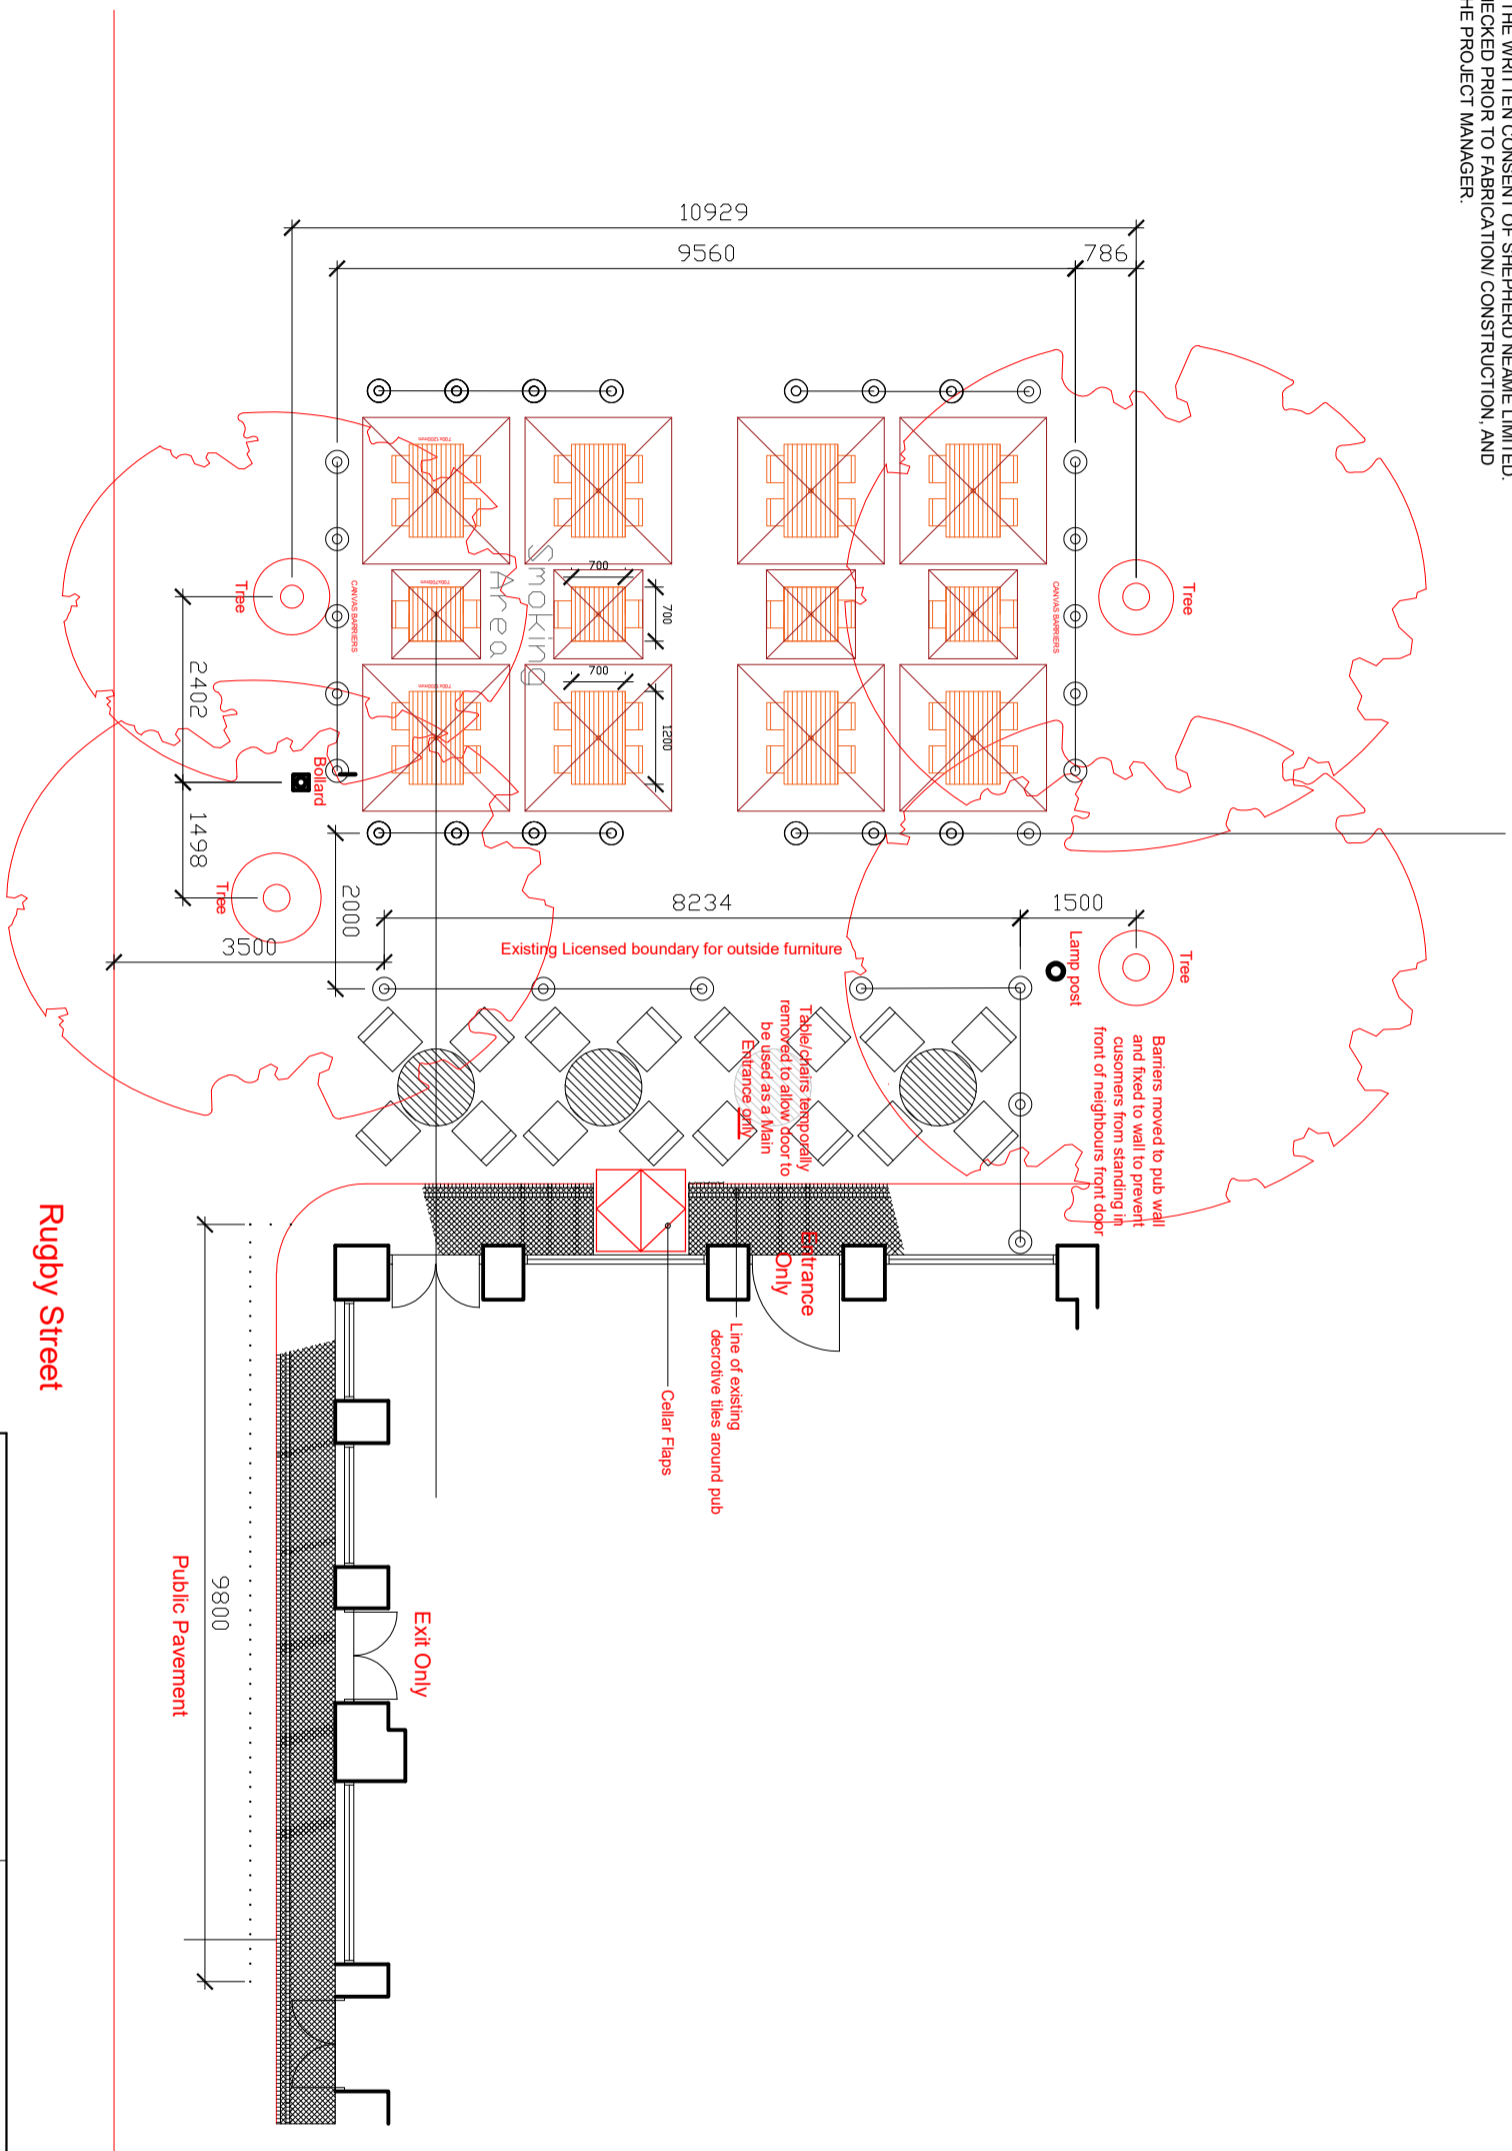 THE WRITTEN CONSENT OF SHEPHERD NEAME LIMITED.
HECKED PRIOR TO FABRICATION/ CONSTRUCTION, AND
HE PROJECT MANAGER.
10929
9560
786
Tree
Tree
CANVAS BARRIERS
CANVAS BARRIERS
700x1200mm
700x700mm
700x1200mm
Smoking
Area
700
700
700
1200
2402
Bollard
1498
Tree
2000
3500
8234
1500
Existing Licensed boundary for outside furniture
Lamp post
Tree
Table/chairs temporally
removed to allow door to
be used as a Main
Entrance only
Barriers moved to pub wall
and fixed to wall to prevent
cusomers from standing in
front of neighbours front door
Entrance
Only
Line of existing
decrotive tiles around pub
Cellar Flaps
Exit Only
9800
Public Pavement
Rugby Street